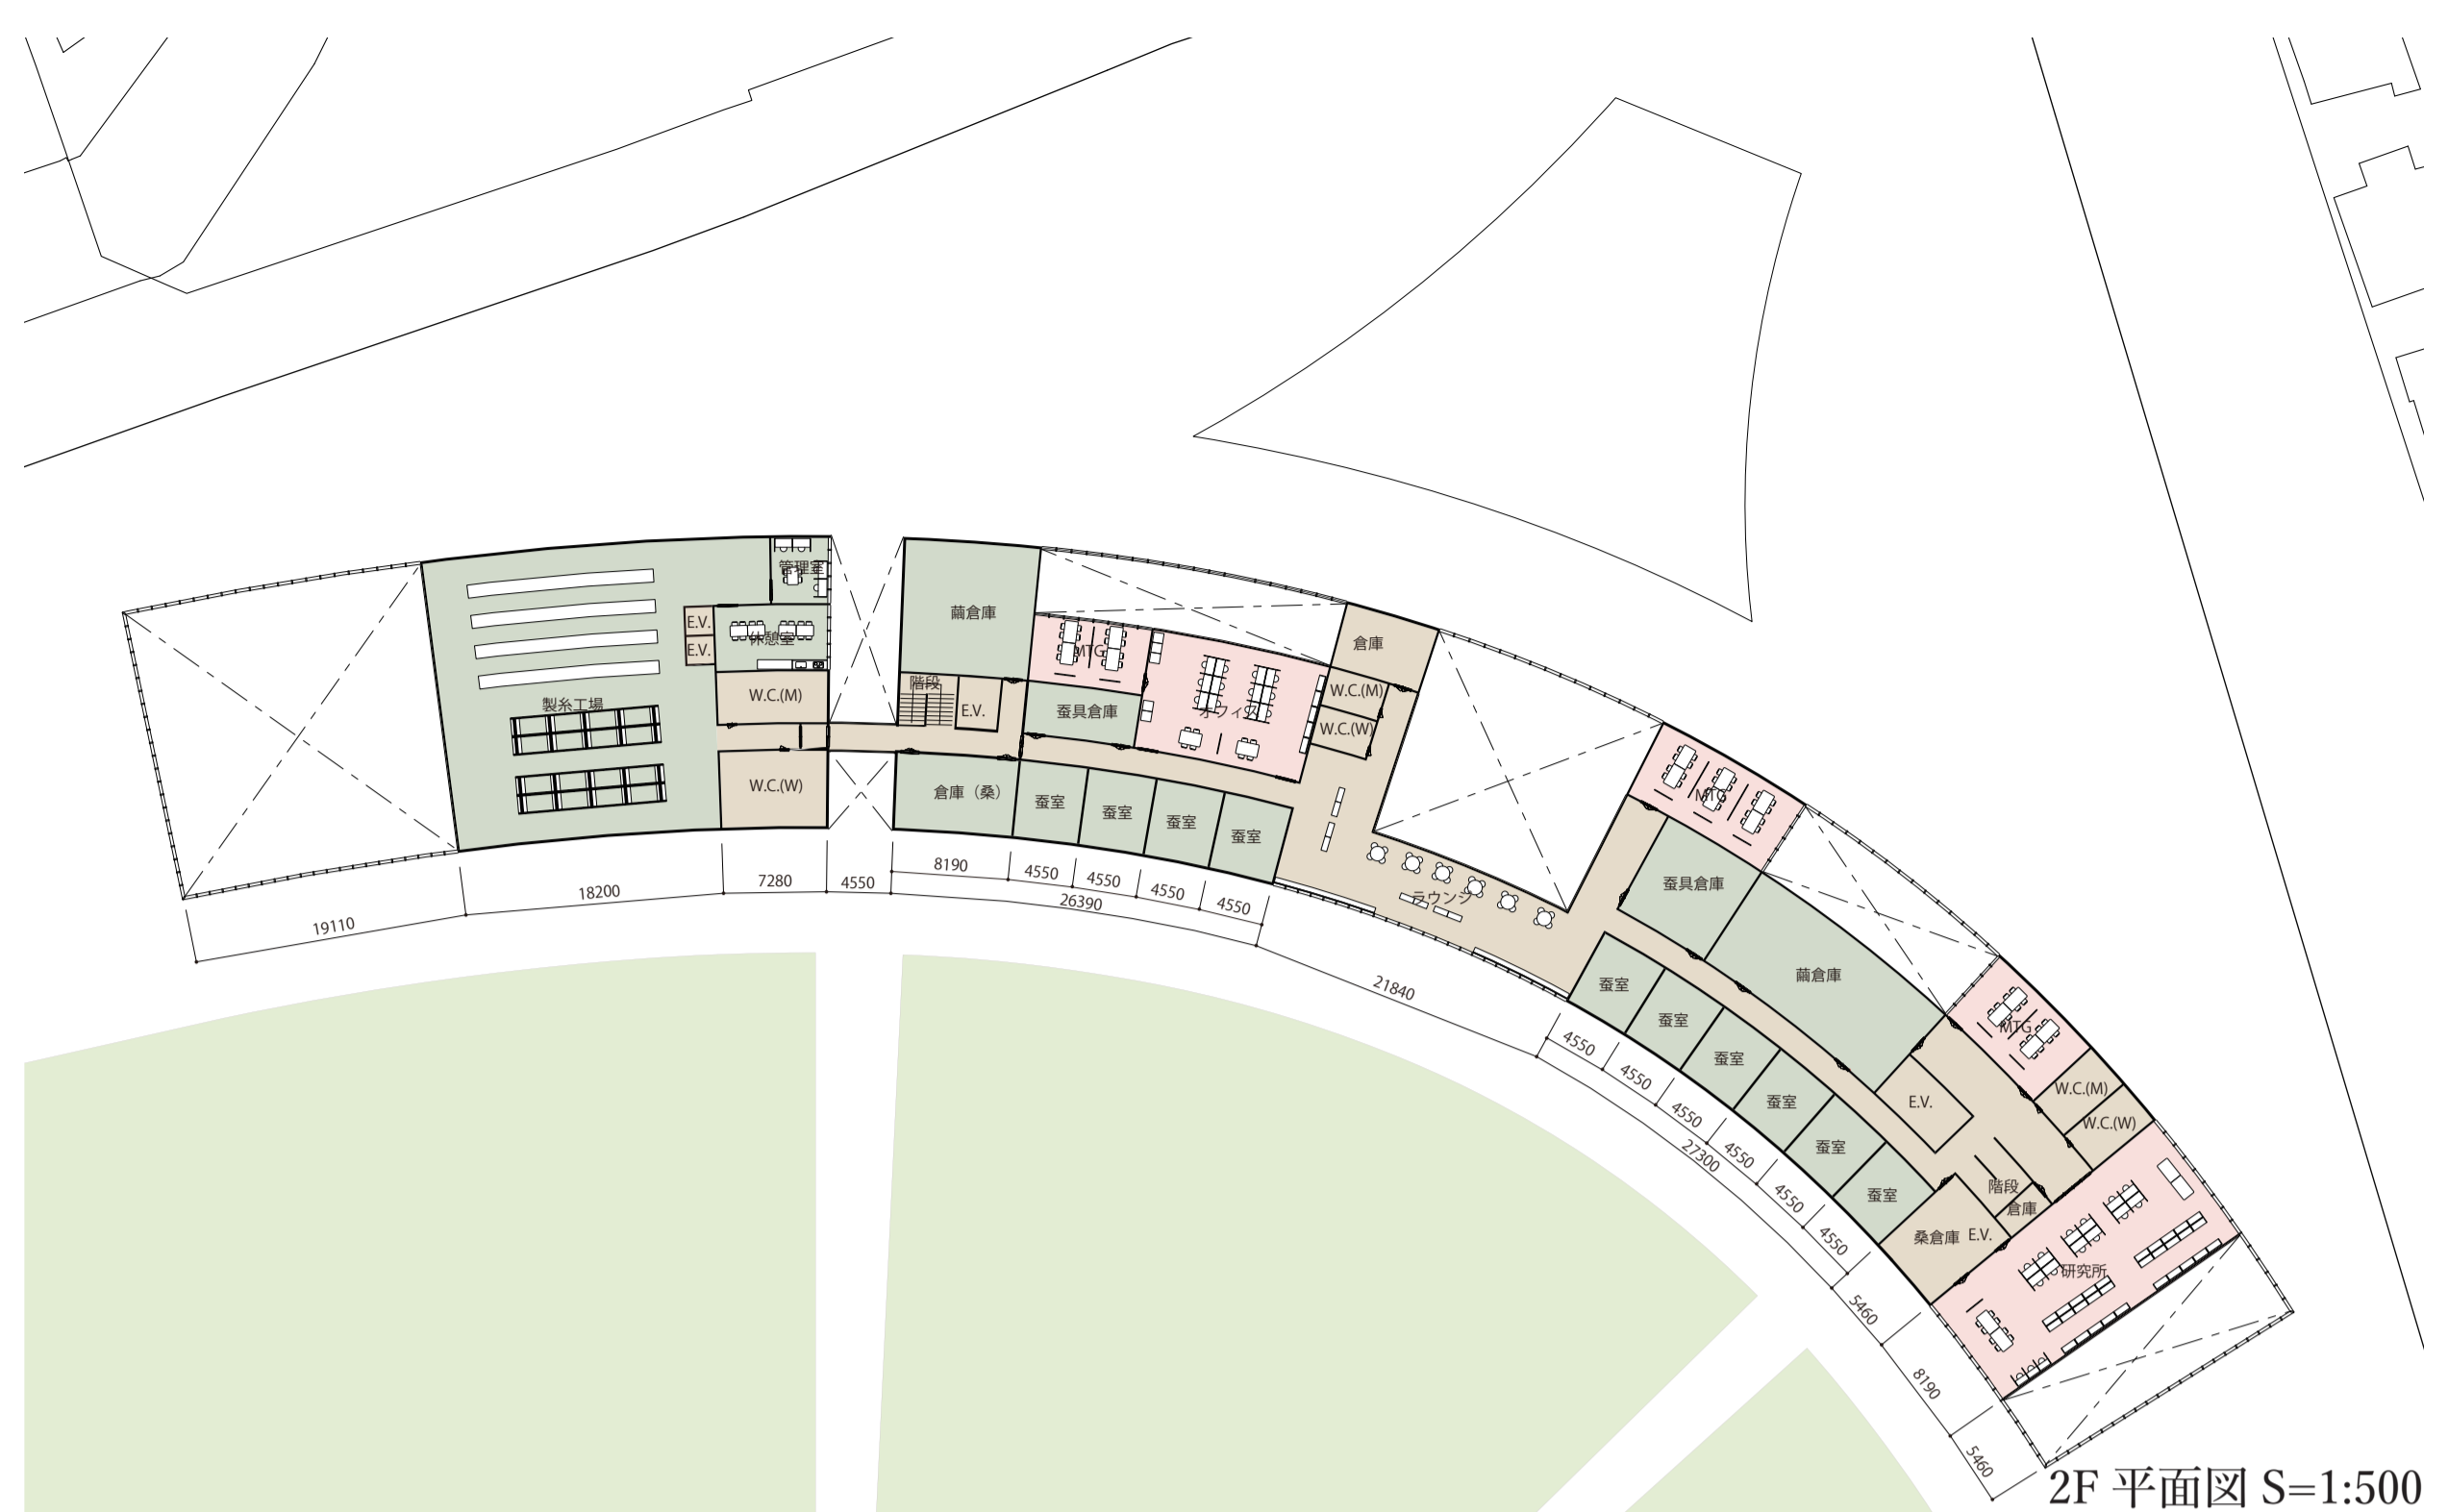 管理室
E.V.
休憩室
E.V.
W.C.(M)
製糸工場
W.C.(W)
繭倉庫
階段
E.V.
倉庫（桑）
MTG
蚕具倉庫
オフィス
倉庫
W.C.(M)
W.C.(W)
蚕室
蚕室
蚕室
蚕室
ラウンジ
MTG
蚕具倉庫
繭倉庫
MTG
W.C.(M)
W.C.(W)
E.V.
蚕室
蚕室
蚕室
蚕室
蚕室
蚕室
階段
倉庫
桑倉庫 E.V.
研究所
19110
18200
7280
4550
8190
4550
4550
4550
4550
26390
21840
4550
4550
4550
4550
4550
4550
27300
5460
8190
5460
2F 平面図 S=1:500